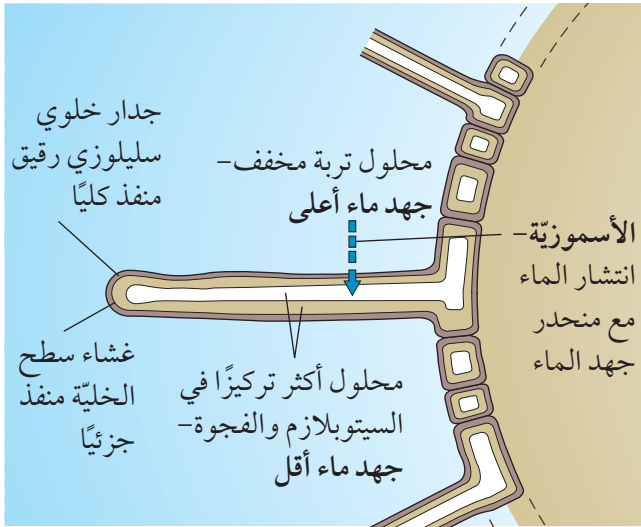 جدار خلوي
سليلوزي رقيق
منفذ كليًا
محلول تربة مخفف–
جهد ماء أعلى
الأسموزيّة–
انتشار الماء
مع منحدر
جهد الماء
غشاء سطح
الخليّة منفذ
جزئيًا
محلول أكثر تركيزًا في
السيتوبلازم والفجوة–
جهد ماء أقل